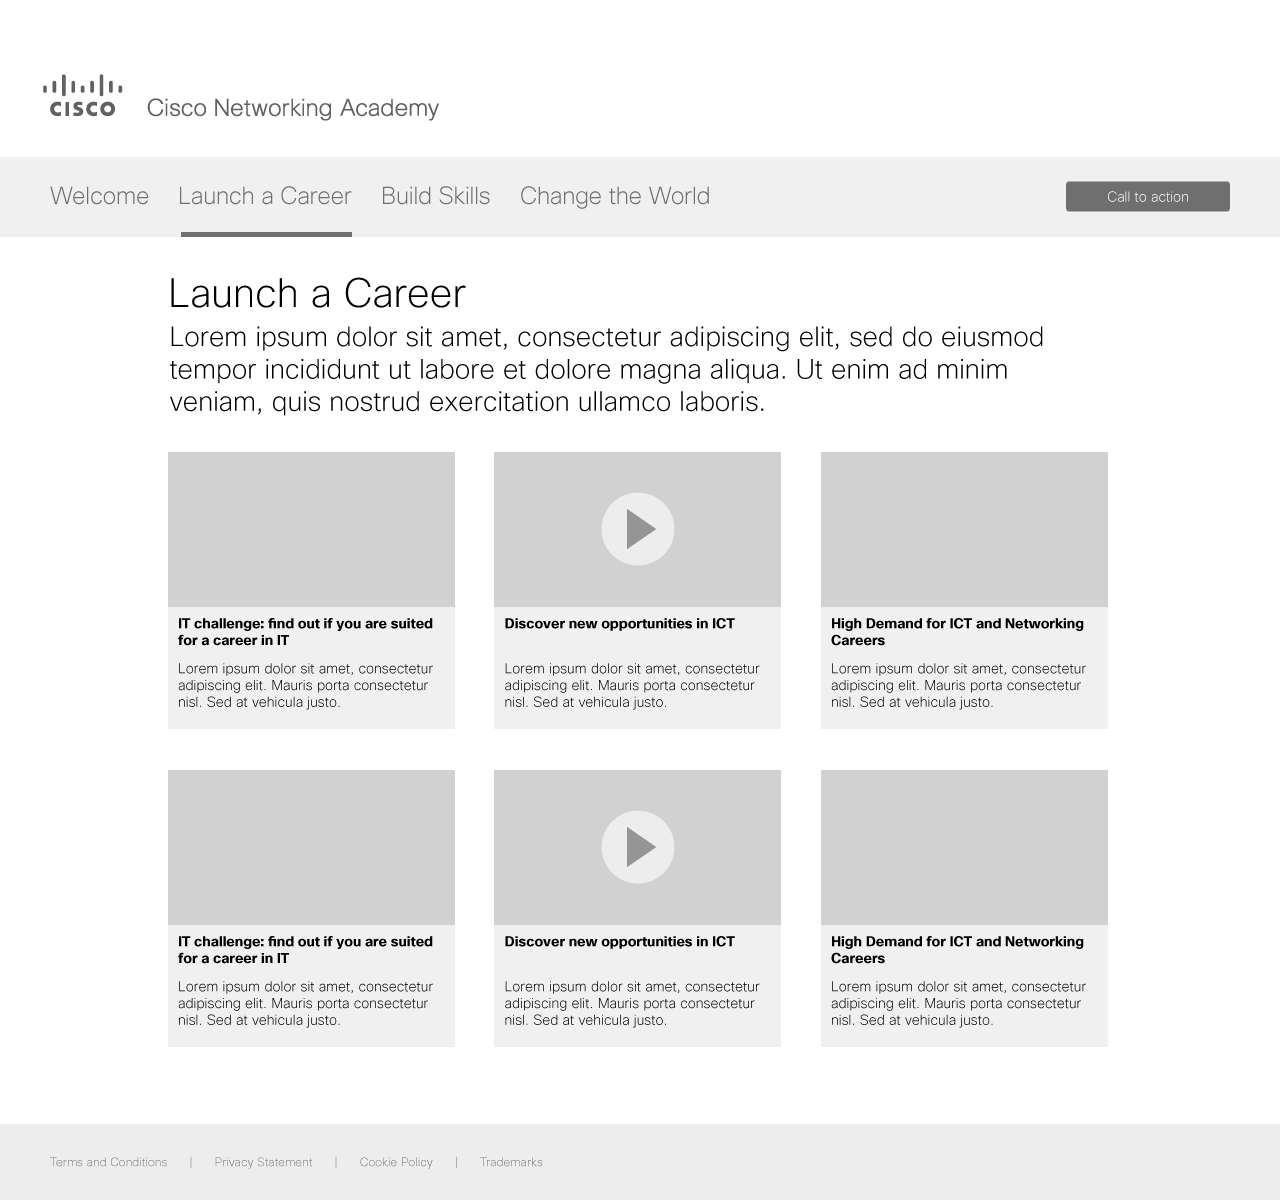 CISCO
Cisco Networking Academy
Welcome Launch a Career Build Skills Change the World Call to action
Launch a Career
Lorem ipsum dolor sit amet, consectetur adipiscing elit, sed do eiusmod
tempor incididunt ut labore et dolore magna aliqua. Ut enim ad minim
veniam, quis nostrud exercitation ullamco laboris.
IT challenge: find out if you are suited
for a career in IT
Lorem ipsum dolor sit amet, consectetur
adipiscing elit. Mauris porta consectetur
nisl. Sed at vehicula justo.
Discover new opportunities in ICT
Lorem ipsum dolor sit amet, consectetur
adipiscing elit. Mauris porta consectetur
nisl. Sed at vehicula justo.
High Demand for ICT and Networking
Careers
Lorem ipsum dolor sit amet, consectetur
adipiscing elit. Mauris porta consectetur
nisl. Sed at vehicula justo.
IT challenge: find out if you are suited
for a career in IT
Lorem ipsum dolor sit amet, consectetur
adipiscing elit. Mauris porta consectetur
nisl. Sed at vehicula justo.
Discover new opportunities in ICT
Lorem ipsum dolor sit amet, consectetur
adipiscing elit. Mauris porta consectetur
nisl. Sed at vehicula justo.
High Demand for ICT and Networking
Careers
Lorem ipsum dolor sit amet, consectetur
adipiscing elit. Mauris porta consectetur
nisl. Sed at vehicula justo.
Terms and Conditions | Privacy Statement | Cookie Policy | Trademarks